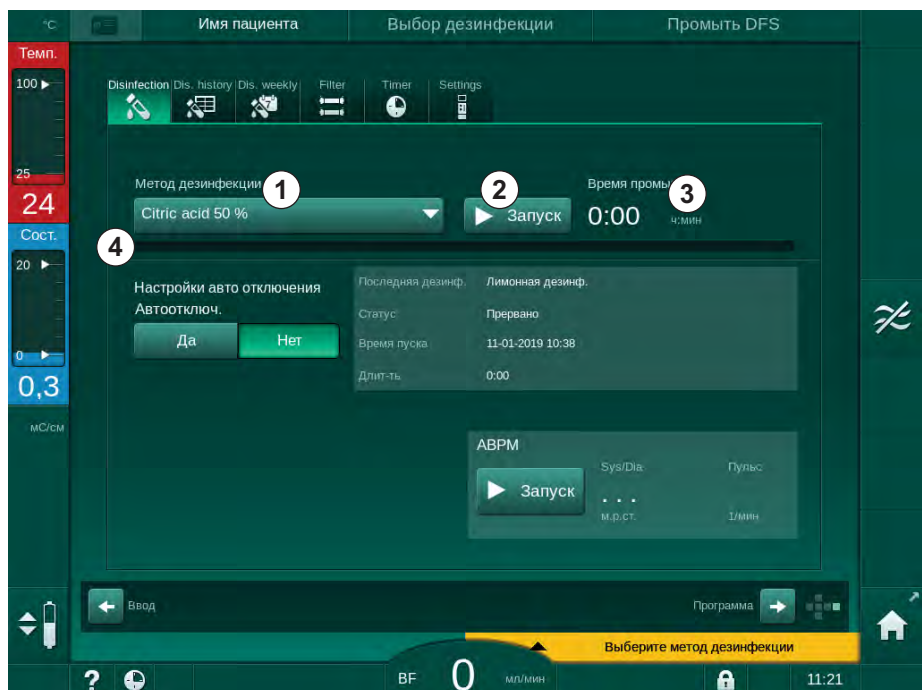 °C Имя пациента Выбор дезинфекции Промыть DFS
Темп.
100
25
24
Сост.
20
0
0,3
мС/см
Disinfection Dis. history Dis. weekly Filter Timer Settings
7
Метод дезинфекции 1 2 Время промы 3
Citric acid 50 % Запуск 0:00 ч:мин
4
Настройки авто отключения
Автоотключ.
Да Нет
Последняя дезинф. Лимонная дезинф.
Статус Прервано
Время пуска 11-01-2019 10:38
Длит-ть 0:00
АВРМ
Запуск
Sys/Dia Пульс
. . .
м.р.ст. 1/мин
Ввод Программа
Выберите метод дезинфекции
? BF 0 мл/мин 11:21